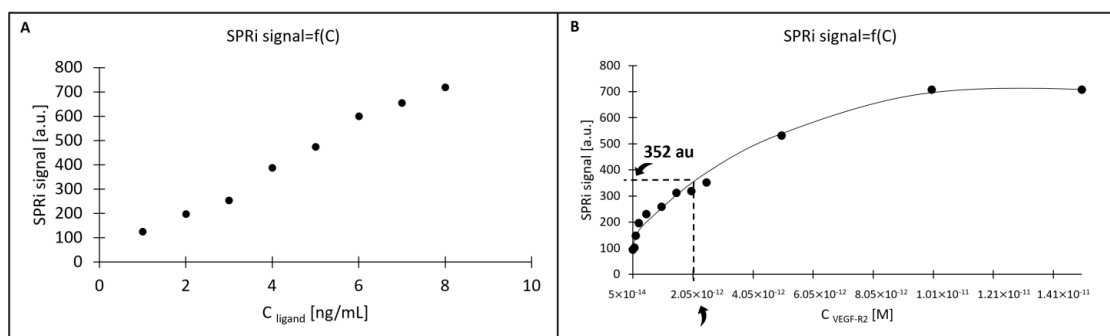 A
SPRi signal=f(C)
SPRi signal [a.u.]
800
700
600
500
400
300
200
100
0
0 2 4 6 8 10
C ligand [ng/mL]
B
SPRi signal=f(C)
SPRi signal [a.u.]
800
700
600
500
400
300
200
100
0
352 au
5×10⁻¹⁴ 2.05×10⁻¹² 4.05×10⁻¹² 6.05×10⁻¹² 8.05×10⁻¹² 1.01×10⁻¹¹ 1.21×10⁻¹¹ 1.41×10⁻¹¹
C VEGF-R2 [M]